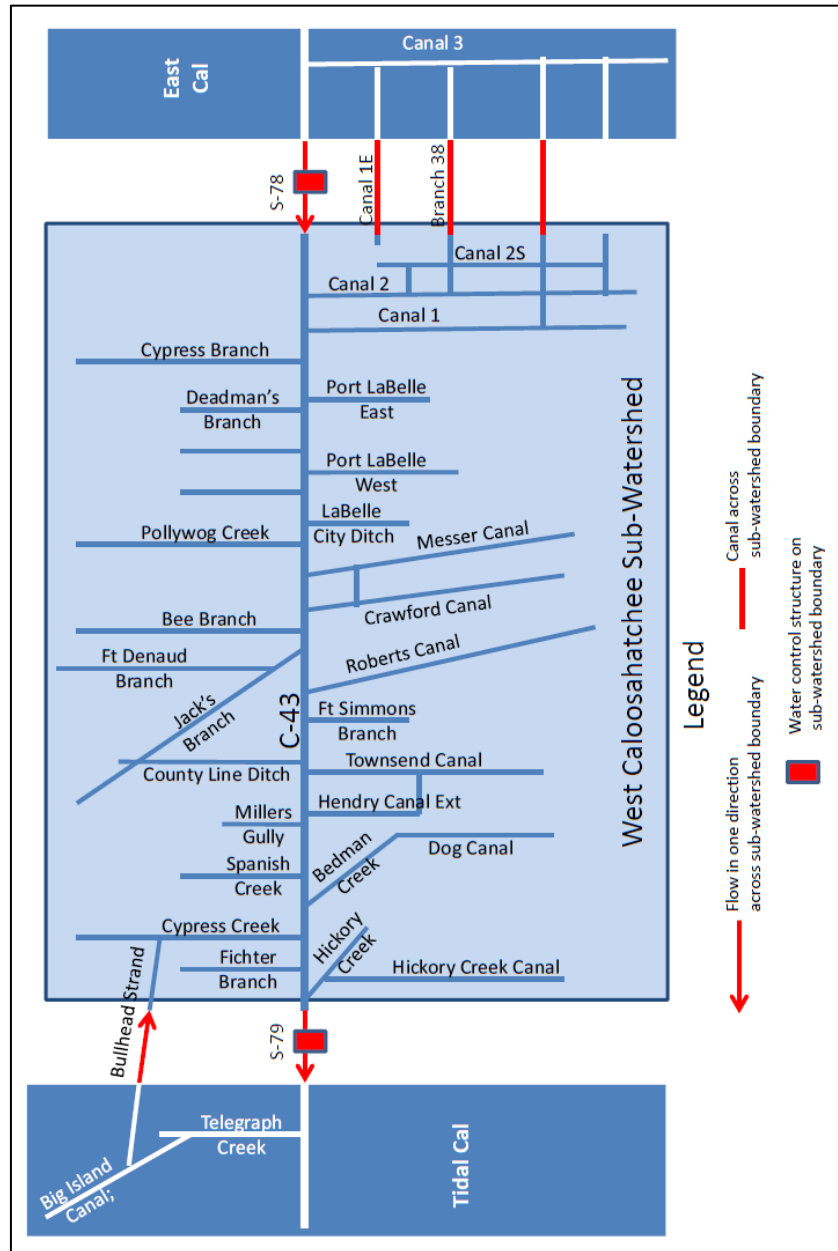 Canal 3
East
Cal
S-78
Canal 1E
Branch 38
Canal 2S
Canal 2
Canal 1
Cypress Branch
Deadman's
Branch
Port LaBelle
East
Port LaBelle
West
LaBelle
City Ditch
Pollywog Creek
Messer Canal
Crawford Canal
Bee Branch
Ft Denaud
Branch
Roberts Canal
Jack's
Branch
C-43
Ft Simmons
Branch
County Line Ditch
Townsend Canal
Millers
Gully
Hendry Canal Ext
Bedman
Creek
Dog Canal
Spanish
Creek
Cypress Creek
Hickory
Creek
Fichter
Branch
Hickory Creek Canal
West Caloosahatchee Sub-Watershed
Bullhead Strand
S-79
Telegraph
Creek
Big Island
Canal;
Tidal Cal
Legend
Flow in one direction
across sub-watershed boundary
Canal across
sub-watershed boundary
Water control structure on
sub-watershed boundary